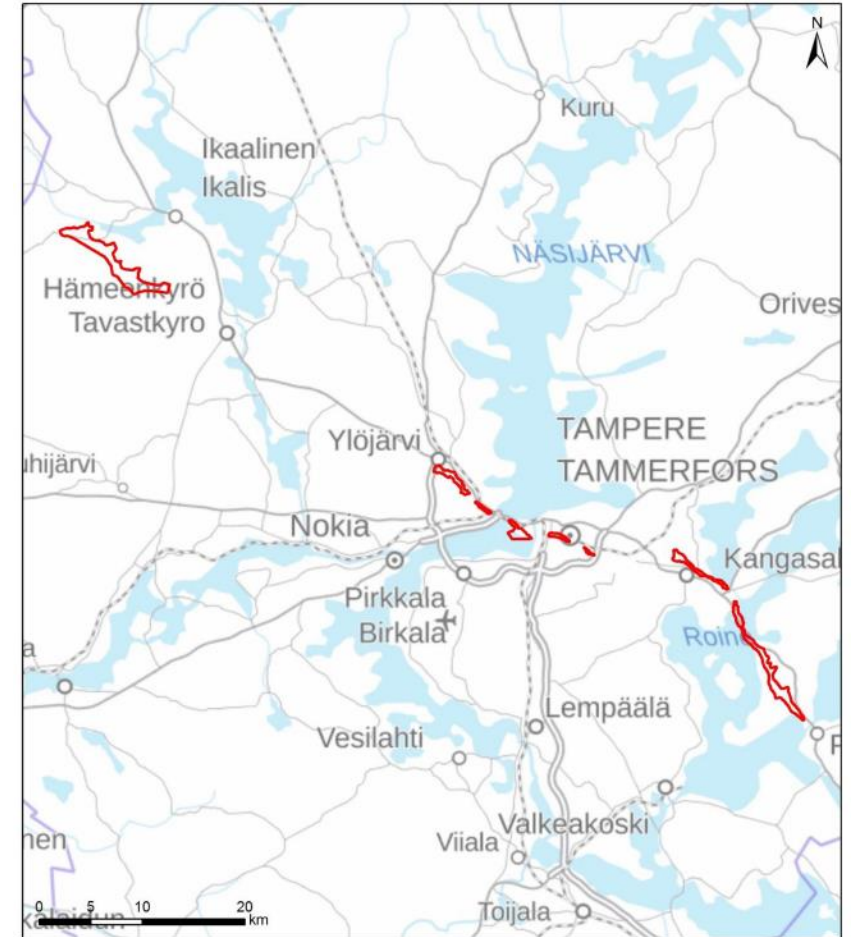 N
Kuru
Ikaalinen
Ikalis
NÄSIJÄRVI
Hämeenkyrö
Tavastkyro
Orives
Ylöjärvi
TAMPERE
TAMMERFORS
uhijärvi
Nokia
Kangasal
Pirkkala
Birkala
Roine
a
Lempäälä
Vesilahti
F
Valkeakoski
nen
Viiala
Toijala
kälaidun
0 5 10 20
km